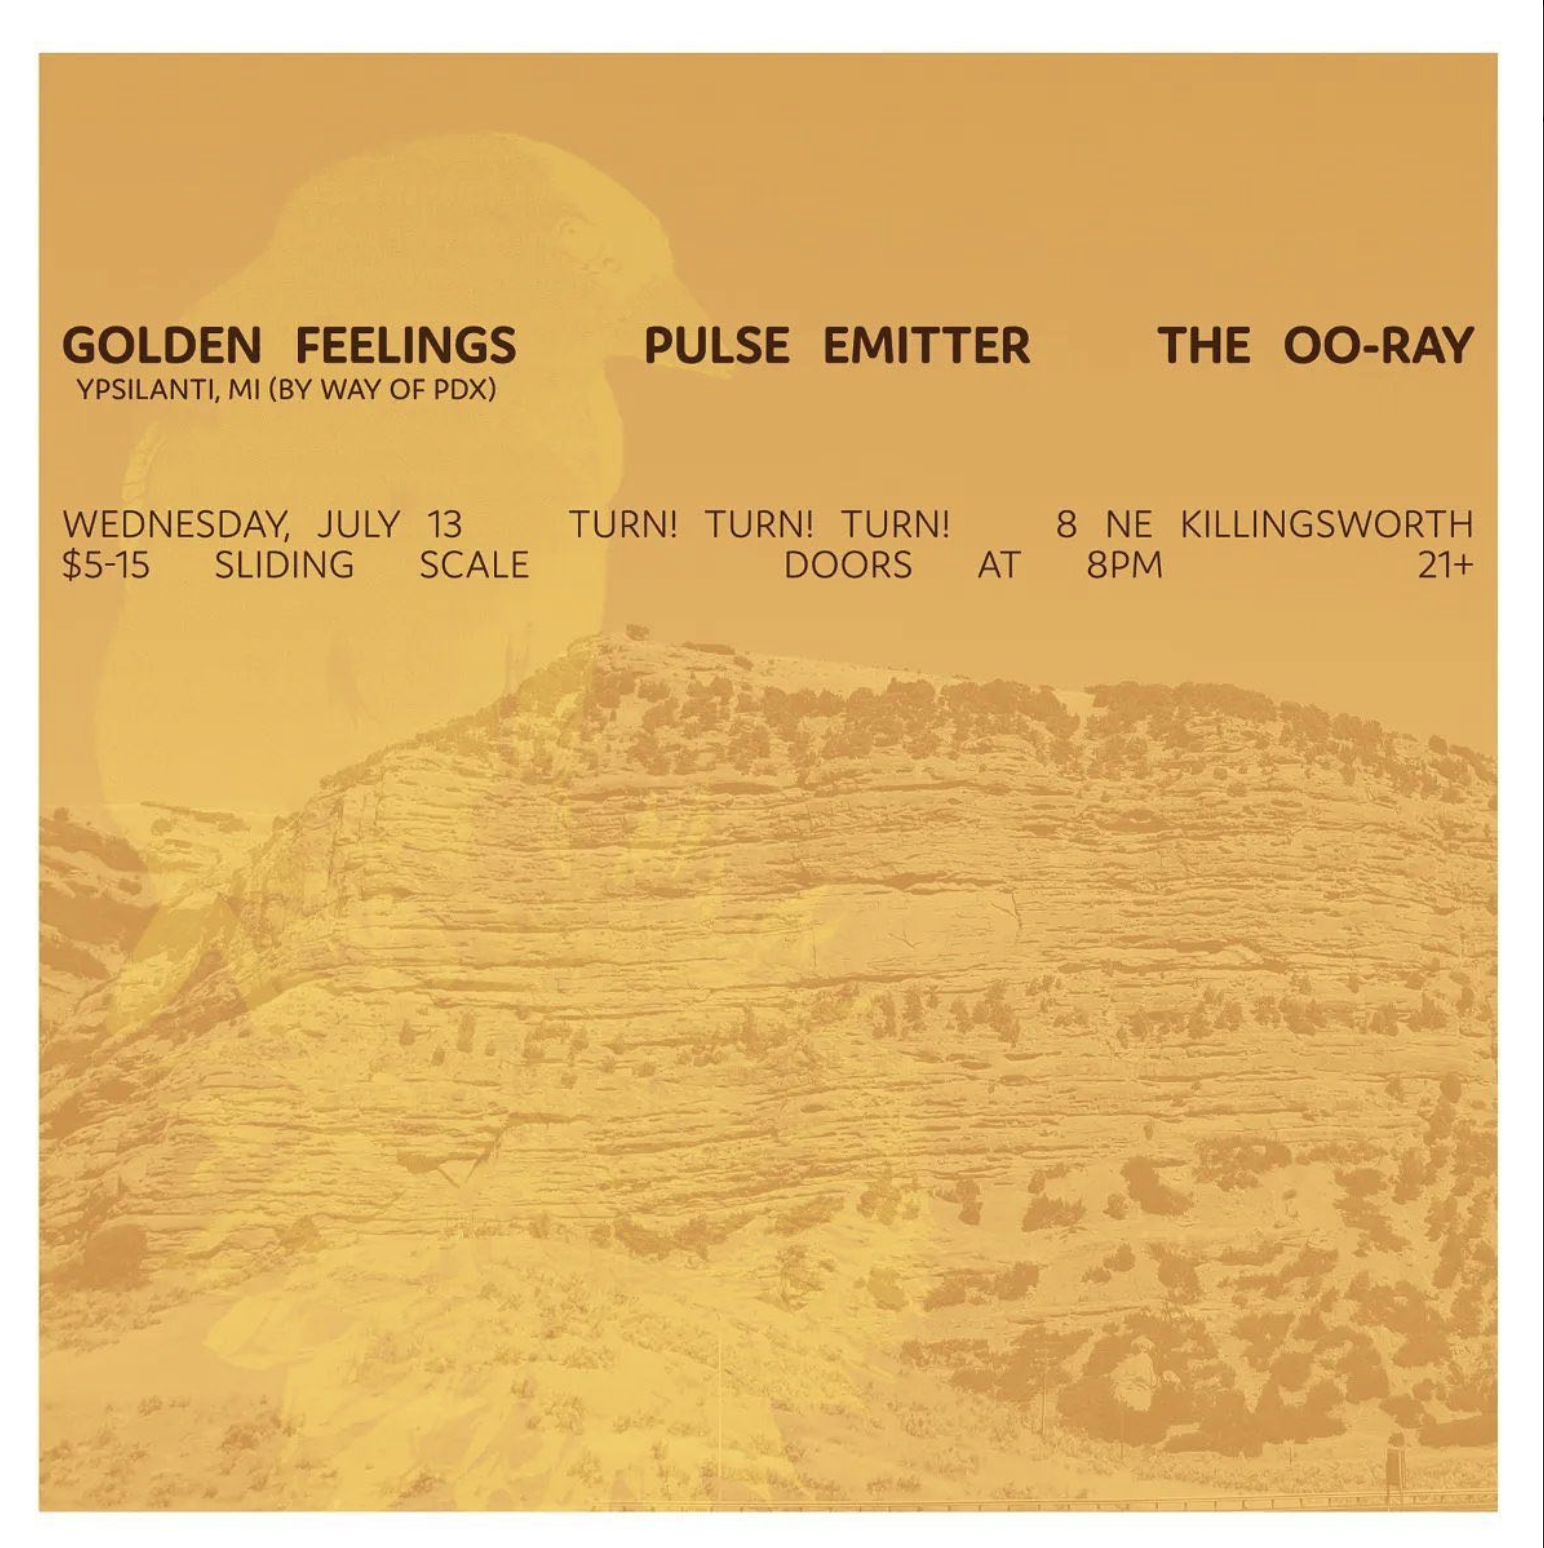 GOLDEN FEELINGS PULSE EMITTER THE OO-RAY
YPSILANTI, MI (BY WAY OF PDX)
WEDNESDAY, JULY 13 TURN! TURN! TURN! 8 NE KILLINGSWORTH
$5-15 SLIDING SCALE DOORS AT 8PM 21+